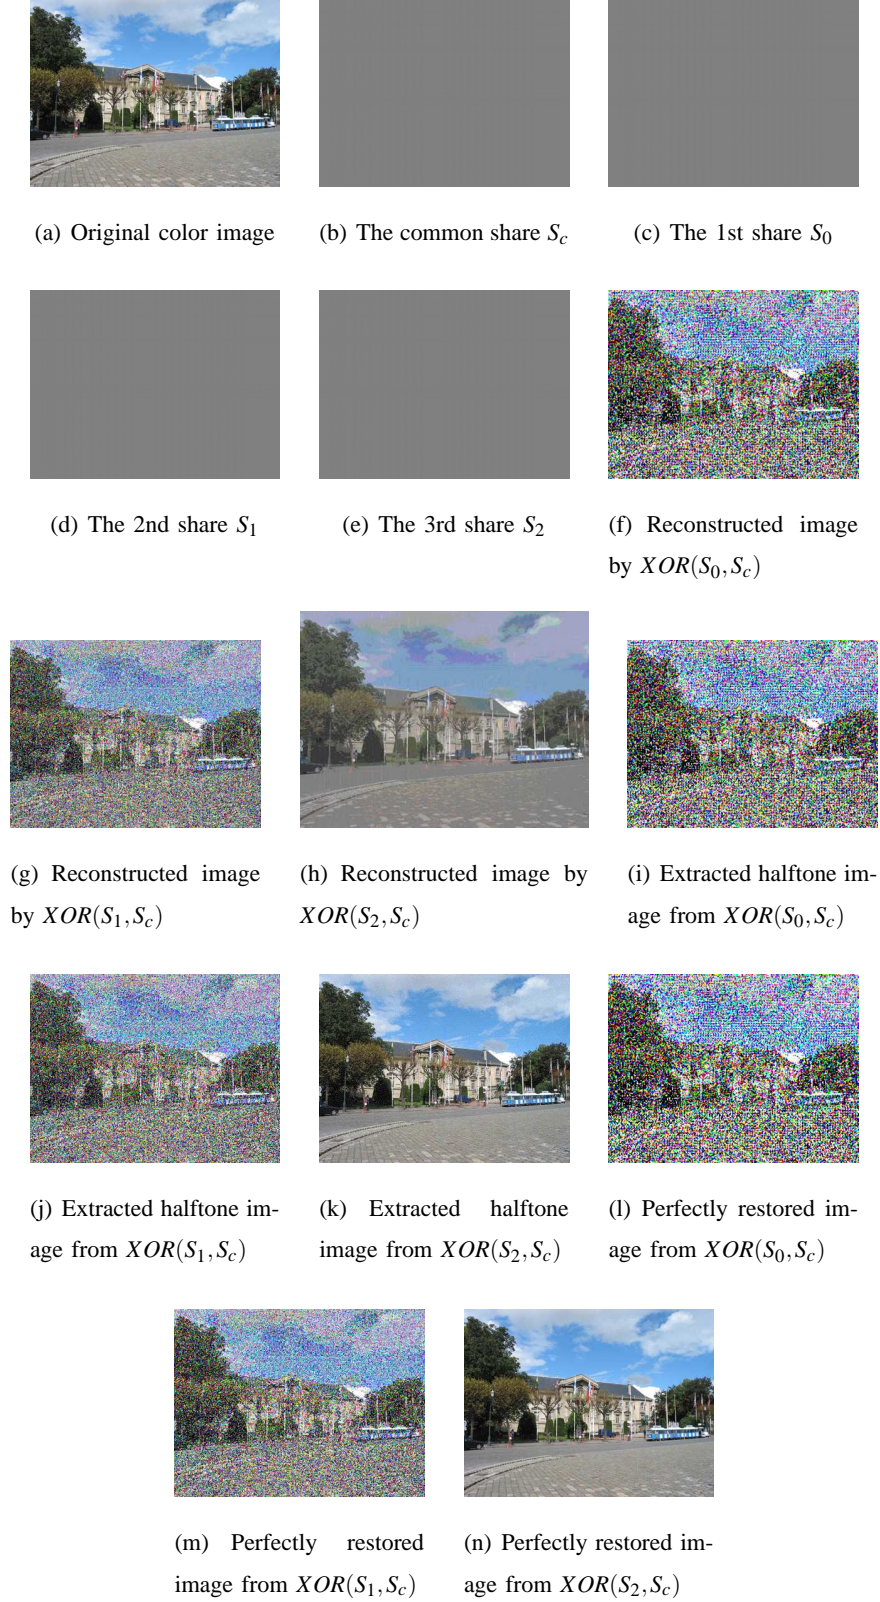 (a) Original color image
(b) The common share Sc
(c) The 1st share S0
(d) The 2nd share S1
(e) The 3rd share S2
(f) Reconstructed image
by XOR(S0,Sc)
(g) Reconstructed image
by XOR(S1,Sc)
(h) Reconstructed image by
XOR(S2,Sc)
(i) Extracted halftone im-
age from XOR(S0,Sc)
(j) Extracted halftone im-
age from XOR(S1,Sc)
(k) Extracted halftone
image from XOR(S2,Sc)
(l) Perfectly restored im-
age from XOR(S0,Sc)
(m) Perfectly restored
image from XOR(S1,Sc)
(n) Perfectly restored im-
age from XOR(S2,Sc)